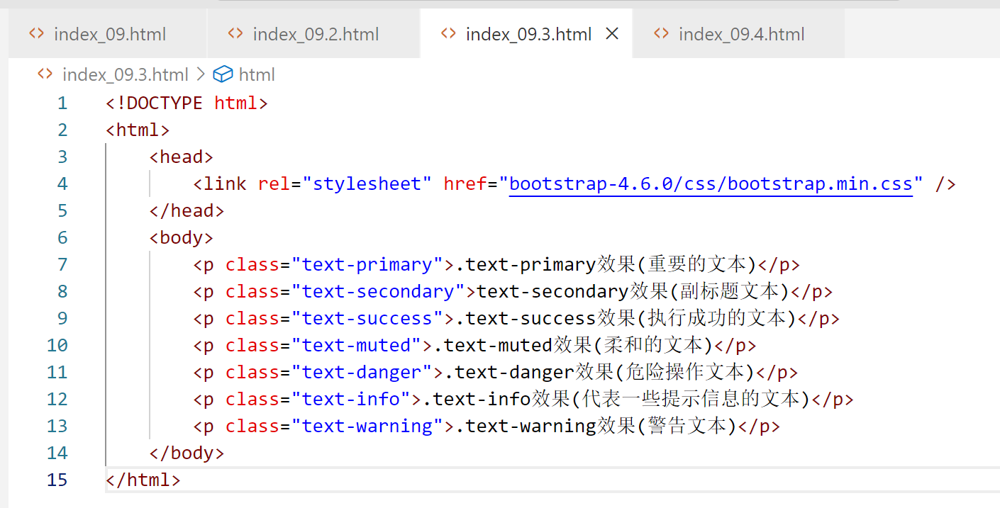 index_09.html index_09.2.html index_09.3.html index_09.4.html
index_09.3.html html
1 <!DOCTYPE html>
2 <html>
3 <head>
4 <link rel="stylesheet" href="bootstrap-4.6.0/css/bootstrap.min.css" />
5 </head>
6 <body>
7 <p class="text-primary">.text-primary效果(重要的文本)</p>
8 <p class="text-secondary">text-secondary效果(副标题文本)</p>
9 <p class="text-success">.text-success效果(执行成功的文本)</p>
10 <p class="text-muted">.text-muted效果(柔和的文本)</p>
11 <p class="text-danger">.text-danger效果(危险操作文本)</p>
12 <p class="text-info">.text-info效果(代表一些提示信息的文本)</p>
13 <p class="text-warning">.text-warning效果(警告文本)</p>
14 </body>
15 </html>